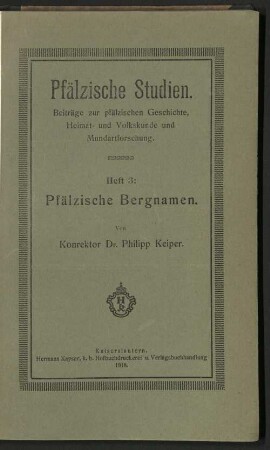 Pfälzische Studien.
Beiträge zur pfälzischen Geschichte,
Heimat- und Volkskunde und
Mundartforschung.
Heft 3:
Pfälzische Bergnamen.
Von
Konrektor Dr. Philipp Keiper.
Kaiserslautern.
Hermann Kayser, k. b. Hofbuchdruckerei u. Verlagsbuchhandlung